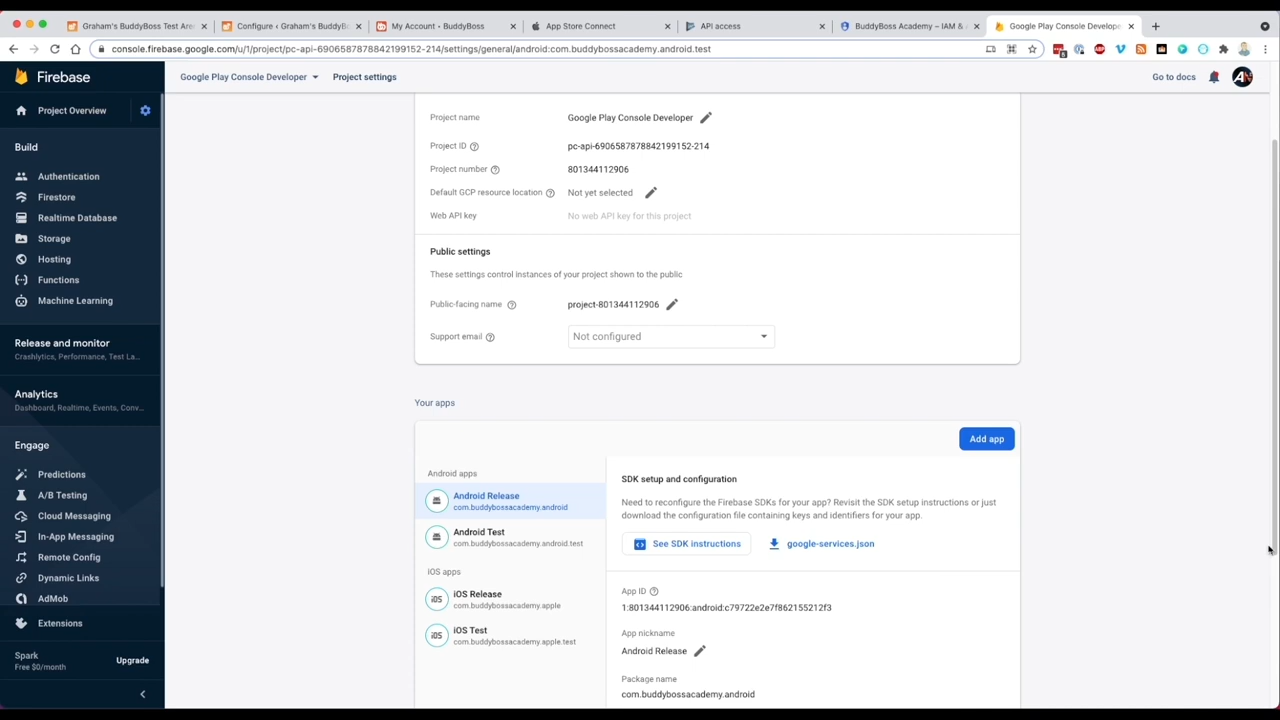 Graham's BuddyBoss Test Are
Configure ‹ Graham's BuddyBo
My Account - BuddyBoss
App Store Connect
API access
BuddyBoss Academy – IAM & A
Google Play Console Develope
console.firebase.google.com/u/1/project/pc-api-6906587878842199152-214/settings/general/android:com.buddybossacademy.android.test
Firebase
Google Play Console Developer
Project settings
Go to docs
Project Overview
Build
Authentication
Firestore
Realtime Database
Storage
Hosting
Functions
Machine Learning
Release and monitor
Crashlytics, Performance, Test La...
Analytics
Dashboard, Realtime, Events, Conv...
Engage
Predictions
A/B Testing
Cloud Messaging
In-App Messaging
Remote Config
Dynamic Links
AdMob
Extensions
Spark
Free $0/month
Upgrade
Project name
Google Play Console Developer
Project ID
pc-api-6906587878842199152-214
Project number
801344112906
Default GCP resource location
Not yet selected
Web API key
No web API key for this project
Public settings
These settings control instances of your project shown to the public
Public-facing name
project-801344112906
Support email
Not configured
Your apps
Add app
Android apps
Android Release
com.buddybossacademy.android
Android Test
com.buddybossacademy.android.test
iOS apps
iOS
iOS Release
com.buddybossacademy.apple
iOS
iOS Test
com.buddybossacademy.apple.test
SDK setup and configuration
Need to reconfigure the Firebase SDKs for your app? Revisit the SDK setup instructions or just
download the configuration file containing keys and identifiers for your app.
See SDK instructions
google-services.json
App ID
1:801344112906:android:c79722e2e7f862155212f3
App nickname
Android Release
Package name
com.buddybossacademy.android